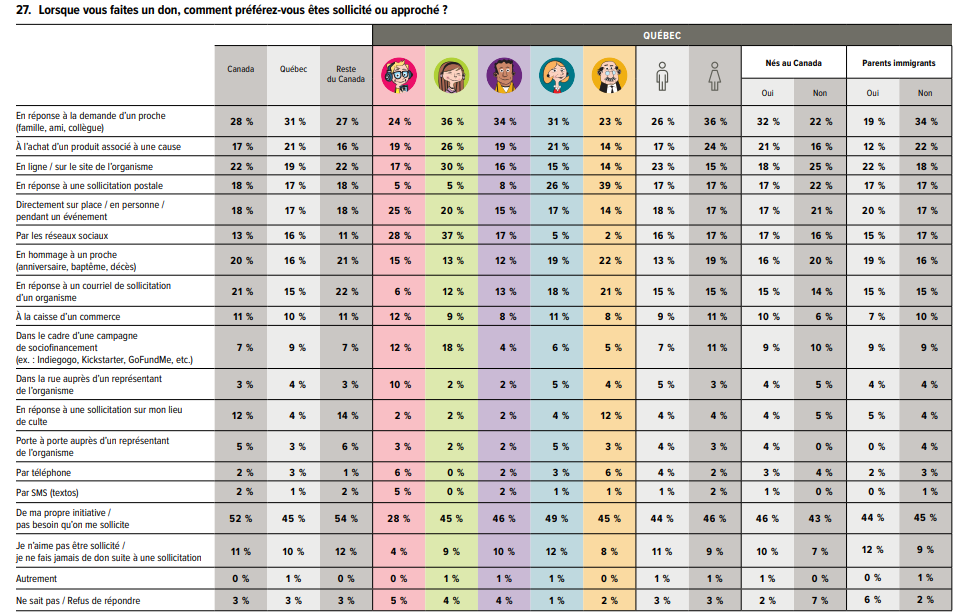 27. Lorsque vous faites un don, comment préférez-vous êtes sollicité ou approché ?
QUÉBEC
Canada Québec Reste du Canada Nés au Canada Parents immigrants
Oui Non Oui Non
En réponse à la demande d'un proche
(famille, ami, collègue) 28 % 31 % 27 % 24 % 36 % 34 % 31 % 23 % 26 % 36 % 32 % 22 % 19 % 34 %
À l'achat d'un produit associé à une cause 17 % 21 % 16 % 19 % 26 % 19 % 21 % 14 % 17 % 24 % 21 % 16 % 12 % 22 %
En ligne / sur le site de l'organisme 22 % 19 % 22 % 17 % 30 % 16 % 15 % 14 % 23 % 15 % 18 % 25 % 22 % 18 %
En réponse à une sollicitation postale 18 % 17 % 18 % 5 % 5 % 8 % 26 % 39 % 17 % 17 % 17 % 22 % 17 % 17 %
Directement sur place / en personne /
pendant un événement 18 % 17 % 18 % 25 % 20 % 15 % 17 % 14 % 18 % 17 % 17 % 21 % 20 % 17 %
Par les réseaux sociaux 13 % 16 % 11 % 28 % 37 % 17 % 5 % 2 % 16 % 17 % 17 % 16 % 15 % 17 %
En hommage à un proche
(anniversaire, baptême, décès) 20 % 16 % 21 % 15 % 13 % 12 % 19 % 22 % 13 % 19 % 16 % 20 % 19 % 16 %
En réponse à un courriel de sollicitation
d'un organisme 21 % 15 % 22 % 6 % 12 % 13 % 18 % 21 % 15 % 15 % 15 % 14 % 15 % 15 %
À la caisse d'un commerce 11 % 10 % 11 % 12 % 9 % 8 % 11 % 8 % 9 % 11 % 10 % 6 % 7 % 10 %
Dans le cadre d'une campagne
de sociofinancement
(ex. : Indiegogo, Kickstarter, GoFundMe, etc.) 7 % 9 % 7 % 12 % 18 % 4 % 6 % 5 % 7 % 11 % 9 % 10 % 9 % 9 %
Dans la rue auprès d'un représentant
de l'organisme 3 % 4 % 3 % 10 % 2 % 2 % 5 % 4 % 5 % 3 % 4 % 5 % 4 % 4 %
En réponse à une sollicitation sur mon lieu
de culte 12 % 4 % 14 % 2 % 2 % 2 % 4 % 12 % 4 % 4 % 4 % 5 % 5 % 4 %
Porte à porte auprès d'un représentant
de l'organisme 5 % 3 % 6 % 3 % 2 % 2 % 5 % 3 % 4 % 3 % 4 % 0 % 0 % 4 %
Par téléphone 2 % 3 % 1 % 6 % 0 % 2 % 3 % 6 % 4 % 2 % 3 % 4 % 2 % 3 %
Par SMS (textos) 2 % 1 % 2 % 5 % 0 % 2 % 1 % 1 % 1 % 2 % 1 % 0 % 0 % 1 %
De ma propre initiative /
pas besoin qu'on me sollicite 52 % 45 % 54 % 28 % 45 % 46 % 49 % 45 % 44 % 46 % 46 % 43 % 44 % 45 %
Je n'aime pas être sollicité /
je ne fais jamais de don suite à une sollicitation 11 % 10 % 12 % 4 % 9 % 10 % 12 % 8 % 11 % 9 % 10 % 7 % 12 % 9 %
Autrement 0 % 1 % 0 % 0 % 1 % 1 % 1 % 0 % 1 % 1 % 1 % 0 % 0 % 1 %
Ne sait pas / Refus de répondre 3 % 3 % 3 % 5 % 4 % 4 % 1 % 2 % 3 % 3 % 2 % 7 % 6 % 2 %